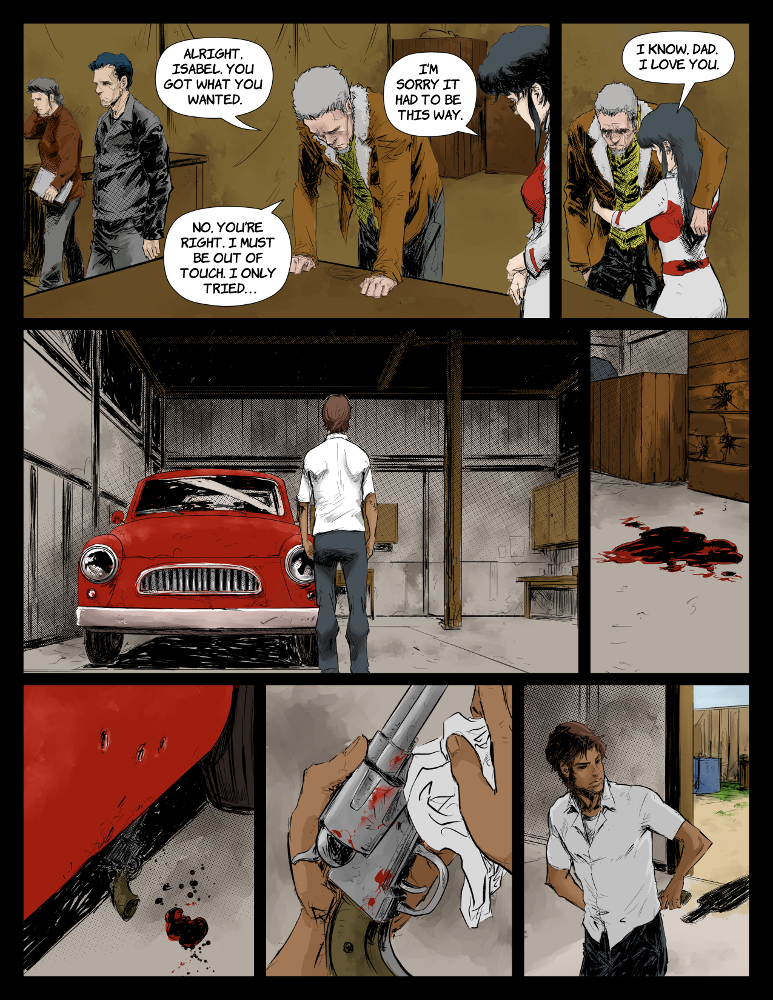 ALRIGHT,
ISABEL. YOU
GOT WHAT YOU
WANTED.
I'M
SORRY IT
HAD TO BE
THIS WAY.
NO, YOU'RE
RIGHT. I MUST
BE OUT OF
TOUCH. I ONLY
TRIED...
I KNOW, DAD.
I LOVE YOU.